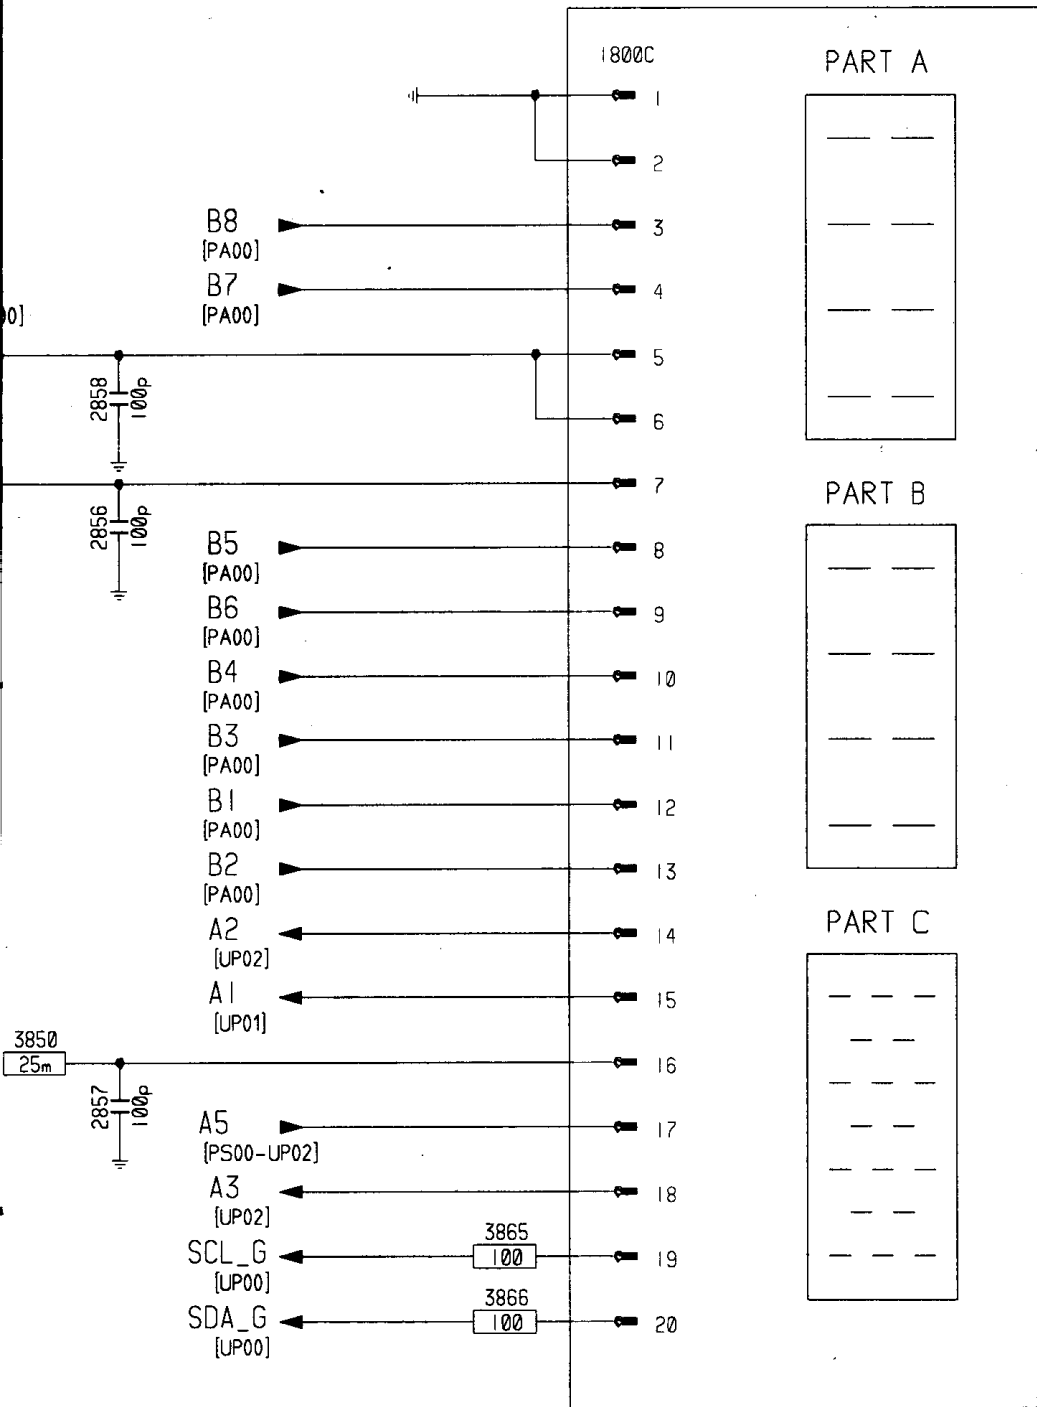 1800C
PART A
1
2
B8
3
[PA00]
B7
4
[PA00]
0]
5
2858
100p
6
7
PART B
2856
100p
B5
8
[PA00]
B6
9
[PA00]
B4
10
[PA00]
B3
11
[PA00]
B1
12
[PA00]
B2
13
[PA00]
PART C
A2
14
[UP02]
A1
15
[UP01]
3850
25m
16
2857
100p
A5
17
[PS00-UP02]
A3
18
[UP02]
3865
SCL_G
100
19
[UP00]
3866
SDA_G
100
20
[UP00]